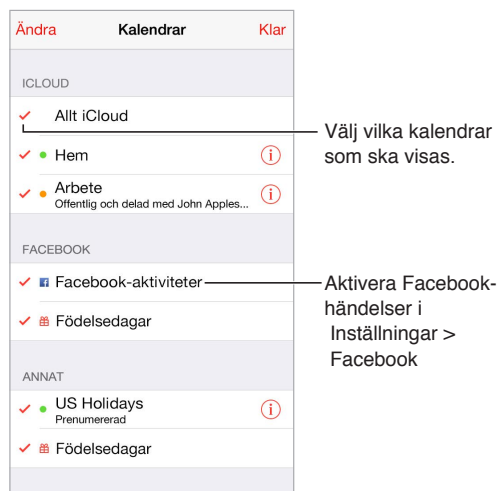 Ändra Kalendrar Klar
ICLOUD
Allt iCloud
Hem
Arbete
Offentlig och delad med John Apples...
FACEBOOK
Facebook-aktiviteter
Födelsedagar
ANNAT
US Holidays
Prenumererad
Födelsedagar
Välj vilka kalendrar
som ska visas.
Aktivera Facebook-
händelser i
Inställningar >
Facebook